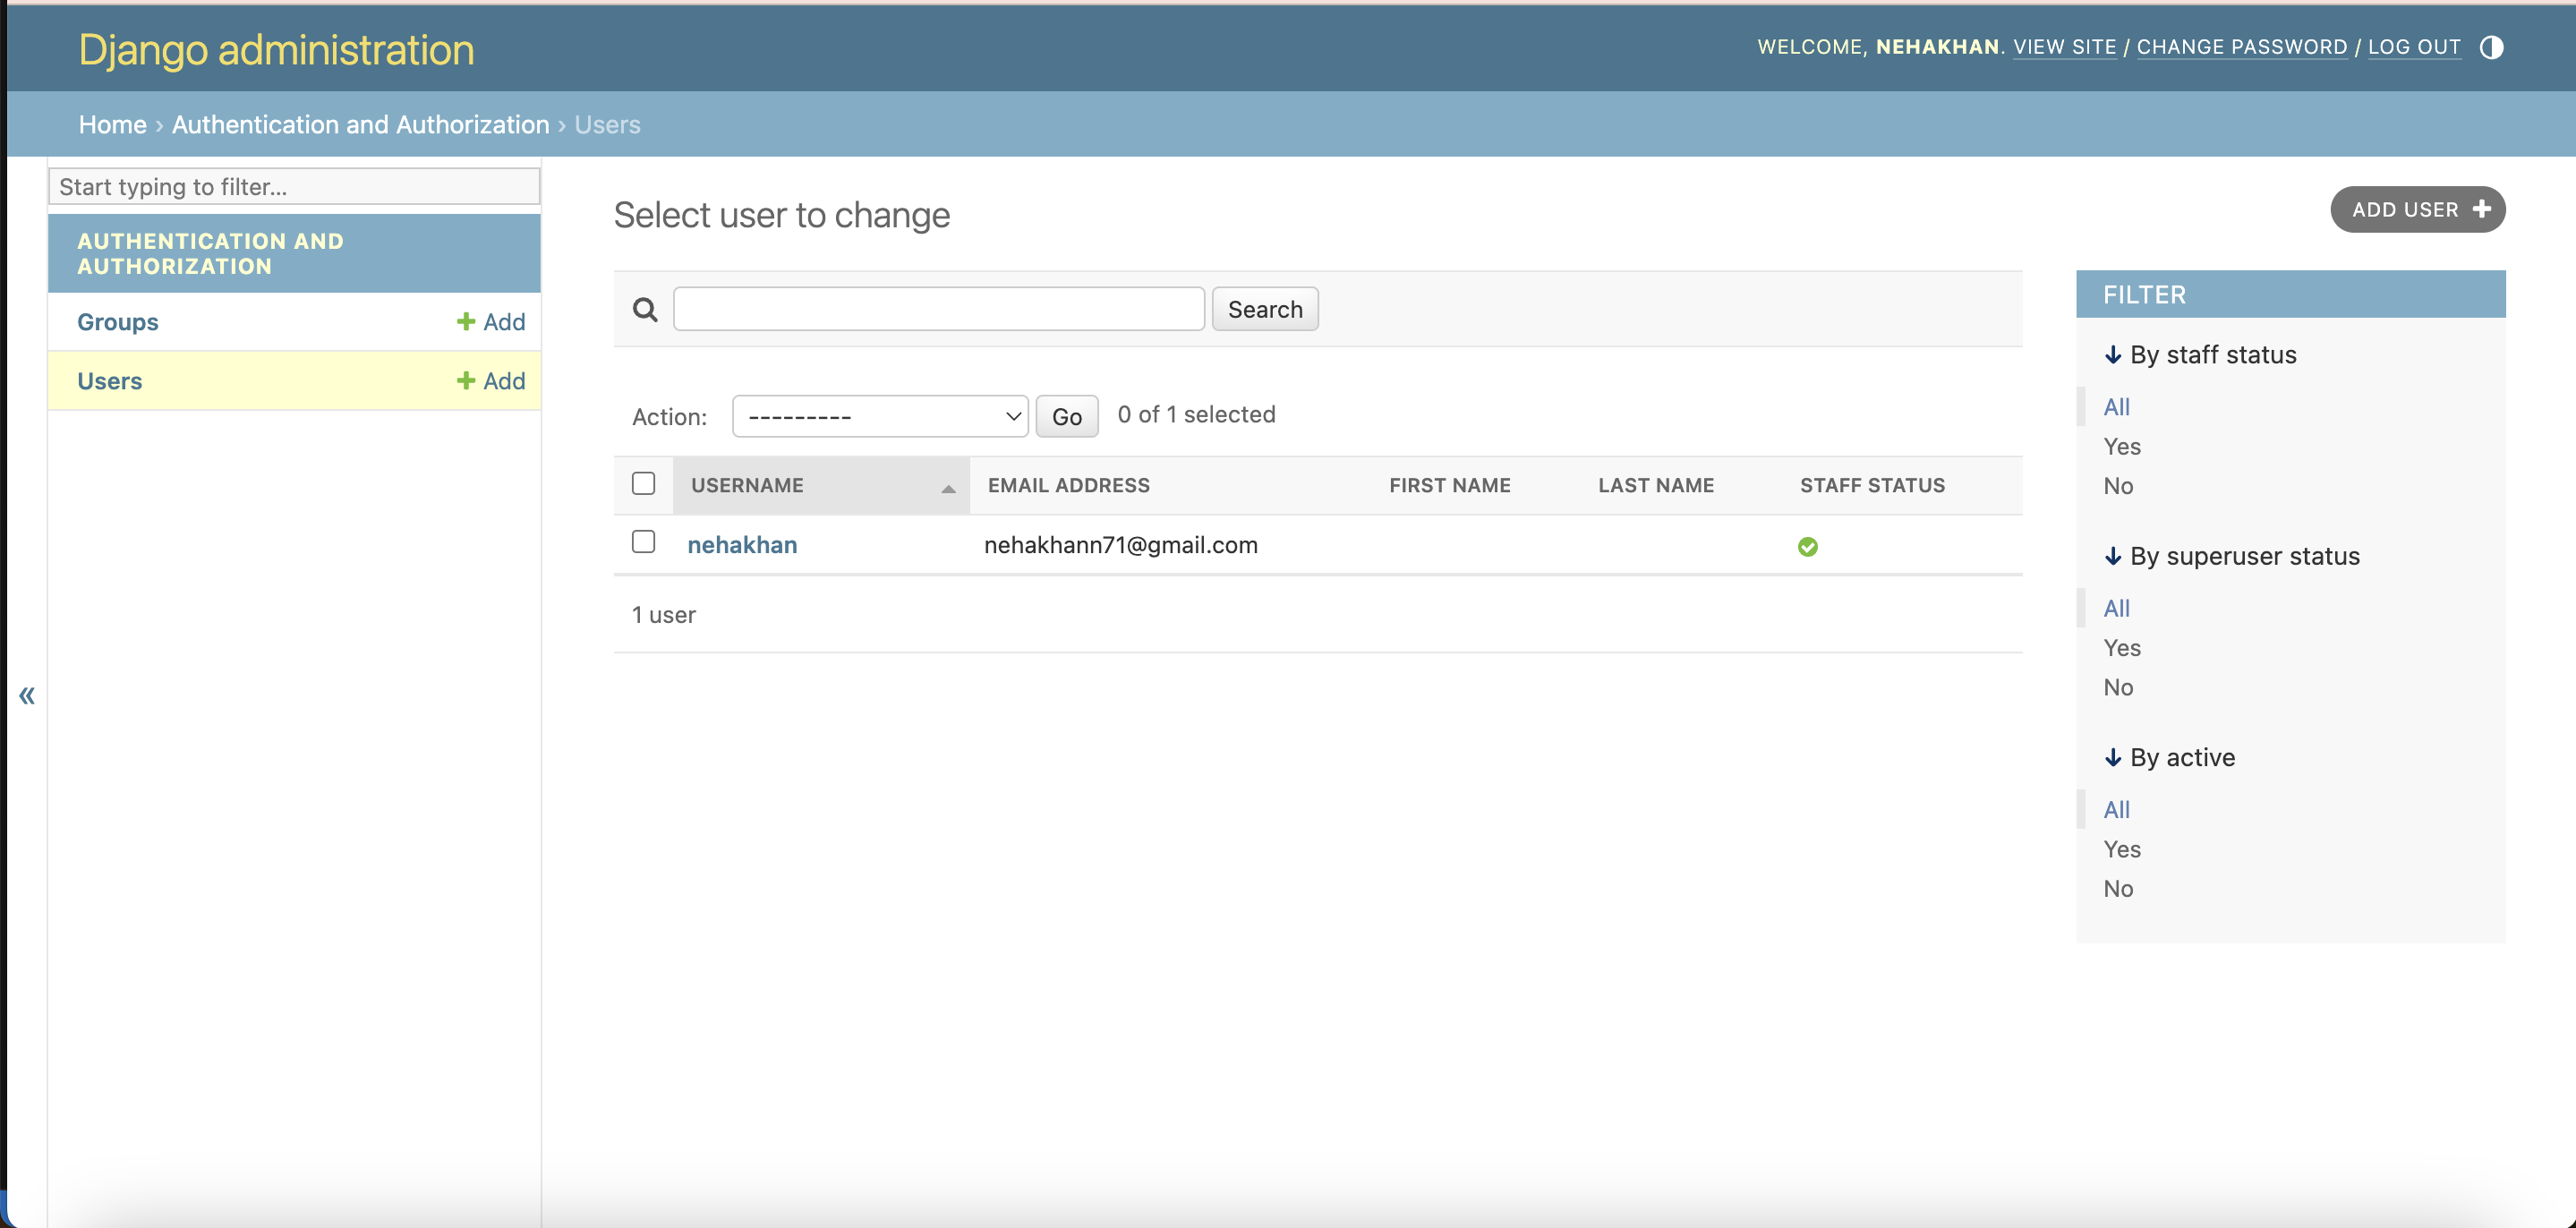 Django administration
WELCOME, NEHAKHAN. VIEW SITE / CHANGE PASSWORD / LOG OUT
Home › Authentication and Authorization › Users
Start typing to filter...
AUTHENTICATION AND
AUTHORIZATION
Groups
+ Add
Users
+ Add
«
Select user to change
ADD USER +
Search
Action:
---------
Go
0 of 1 selected
USERNAME EMAIL ADDRESS FIRST NAME LAST NAME STAFF STATUS
nehakhan nehakhann71@gmail.com
1 user
FILTER
↓ By staff status
All
Yes
No
↓ By superuser status
All
Yes
No
↓ By active
All
Yes
No